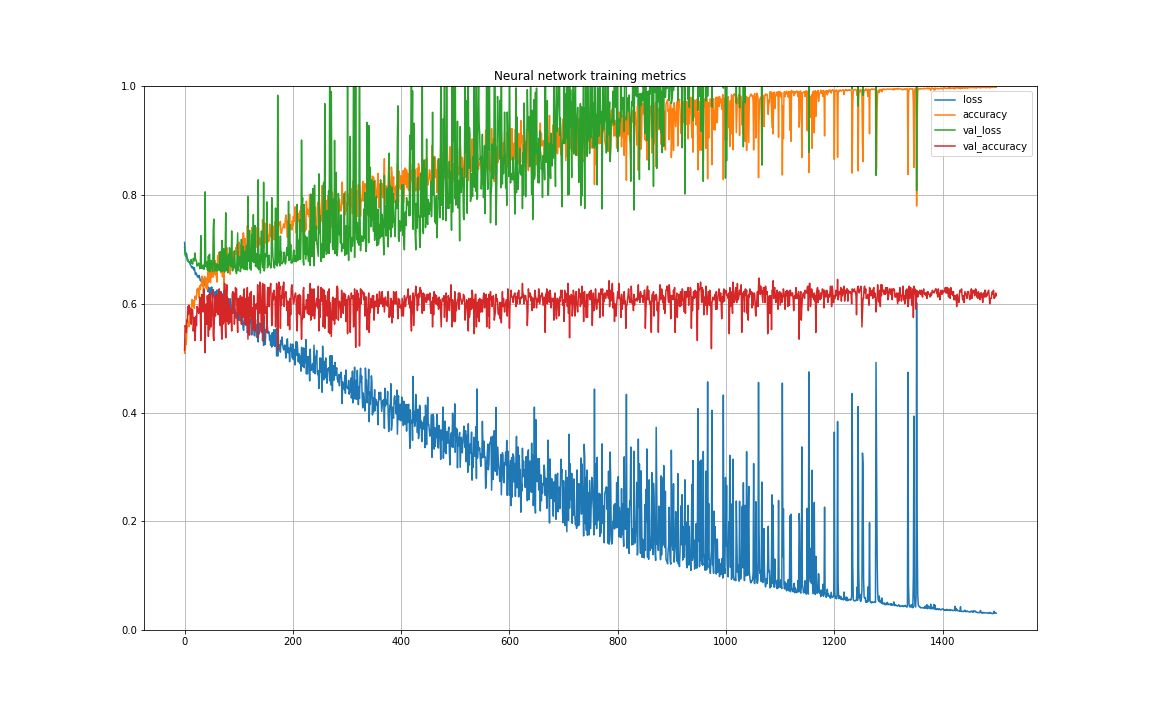 Neural network training metrics
1.0
0.8
0.6
0.4
0.2
0.0
0 200 400 600 800 1000 1200 1400
loss
accuracy
val_loss
val_accuracy